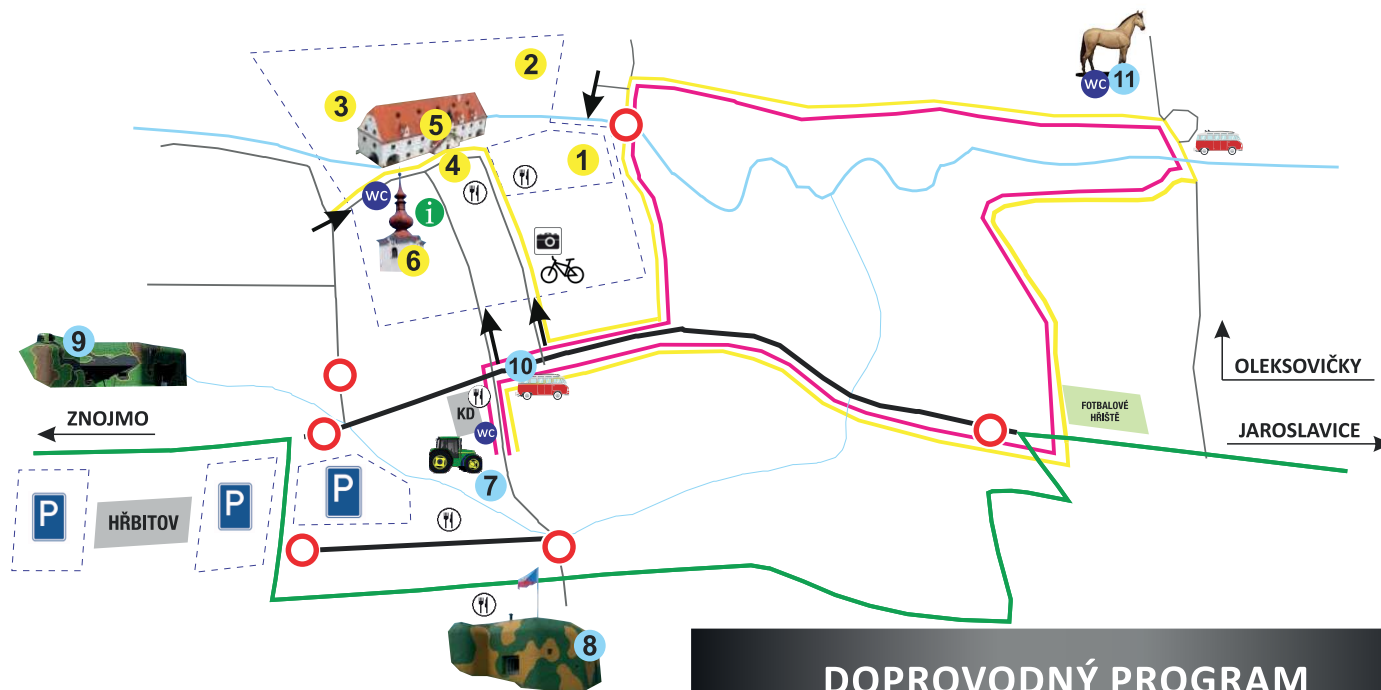 2
3
5
1
4
WC
i
6
11
WC
9
10
KD
WC
7
8
ZNOJMO
OLEKSOVIČKY
JAROSLAVICE
FOTBALOVÉ
HŘIŠTĚ
P
HŘBITOV
P
P
DOPROVODNÝ PROGRAM